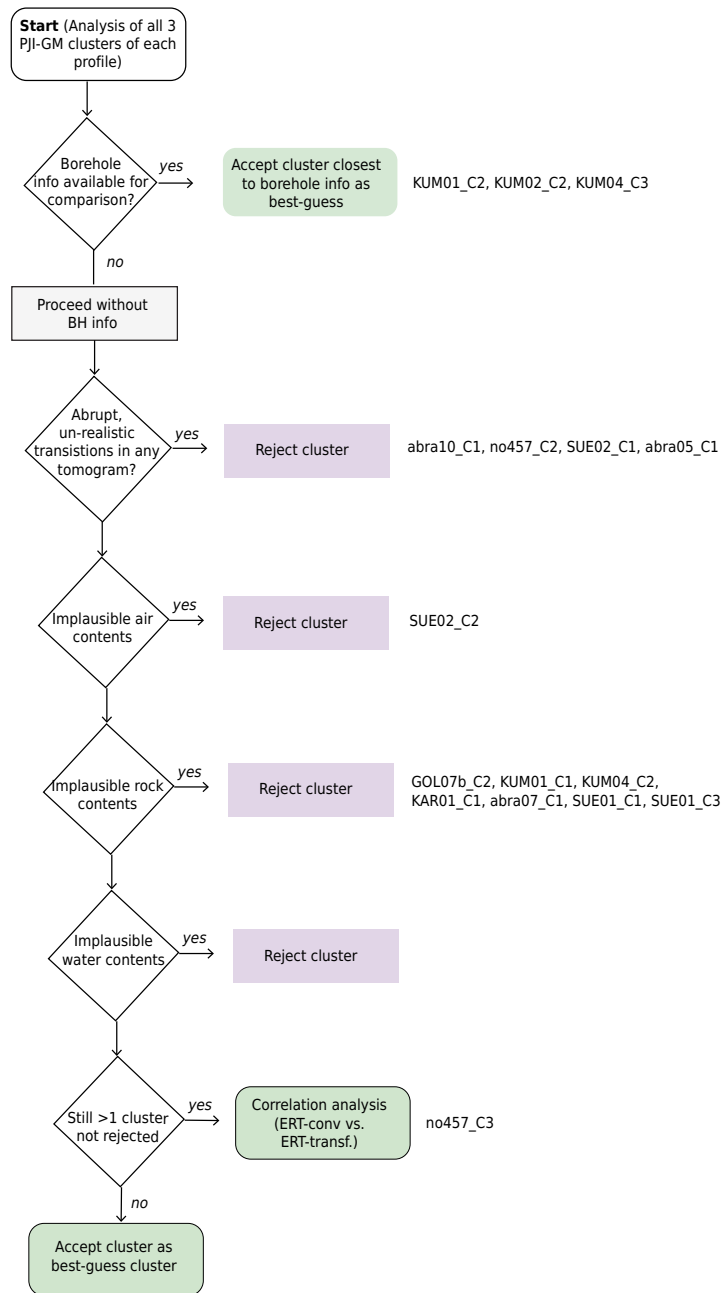 Start (Analysis of all 3
PJI-GM clusters of each
profile)
Borehole
info available for
comparison?
yes
Accept cluster closest
to borehole info as
best-guess
KUM01_C2, KUM02_C2, KUM04_C3
no
Proceed without
BH info
Abrupt,
un-realistic
transistions in any
tomogram?
yes
Reject cluster
abra10_C1, no457_C2, SUE02_C1, abra05_C1
Implausible air
contents
yes
Reject cluster
SUE02_C2
Implausible rock
contents
yes
Reject cluster
GOL07b_C2, KUM01_C1, KUM04_C2,
KAR01_C1, abra07_C1, SUE01_C1, SUE01_C3
Implausible
water contents
yes
Reject cluster
Still >1 cluster
not rejected
yes
Correlation analysis
(ERT-conv vs.
ERT-transf.)
no457_C3
no
Accept cluster as
best-guess cluster